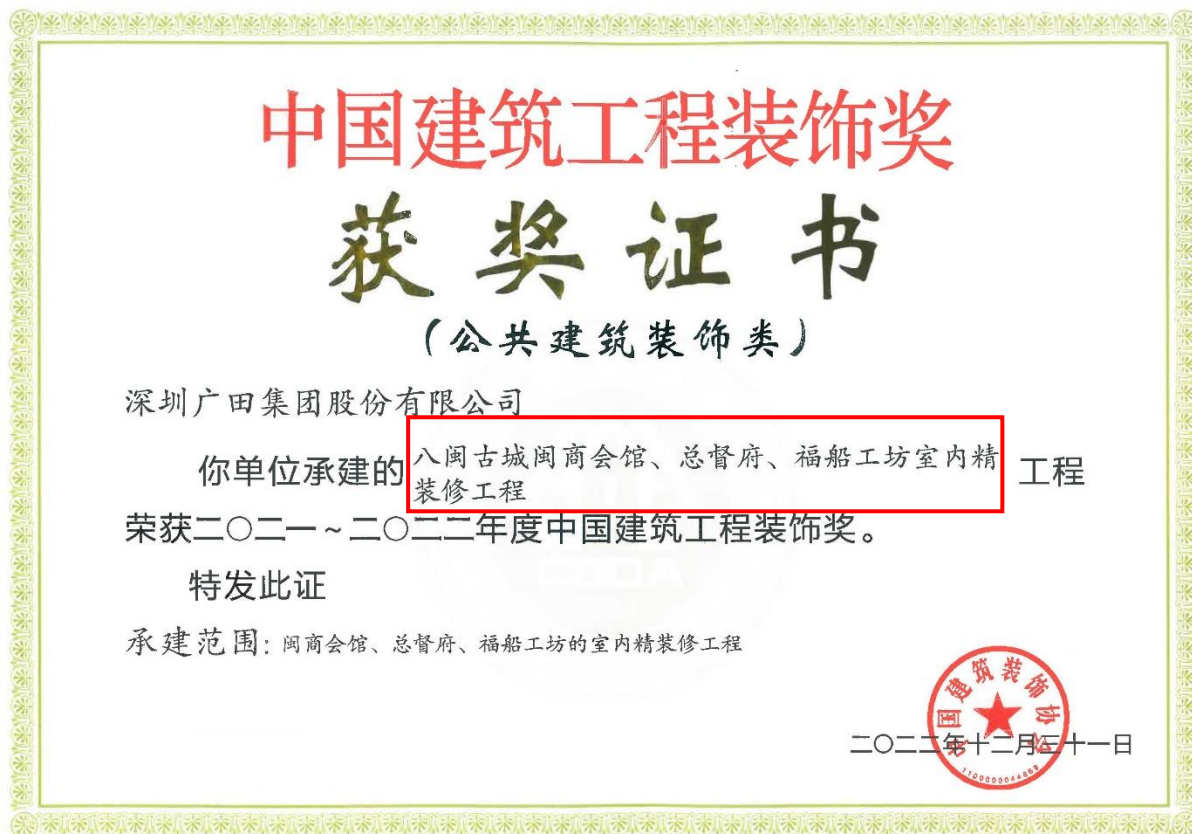 中国建筑工程装饰奖
获奖证书
(公共建筑装饰类)
深圳广田集团股份有限公司
你单位承建的 八闽古城闽商会馆、总督府、福船工坊室内精装修工程 工程
荣获二〇二一~二〇二二年度中国建筑工程装饰奖。
特发此证
承建范围: 闽商会馆、总督府、福船工坊的室内精装修工程
中国建筑装饰协会
二〇二二年十二月三十一日
1100000044869
CBDA